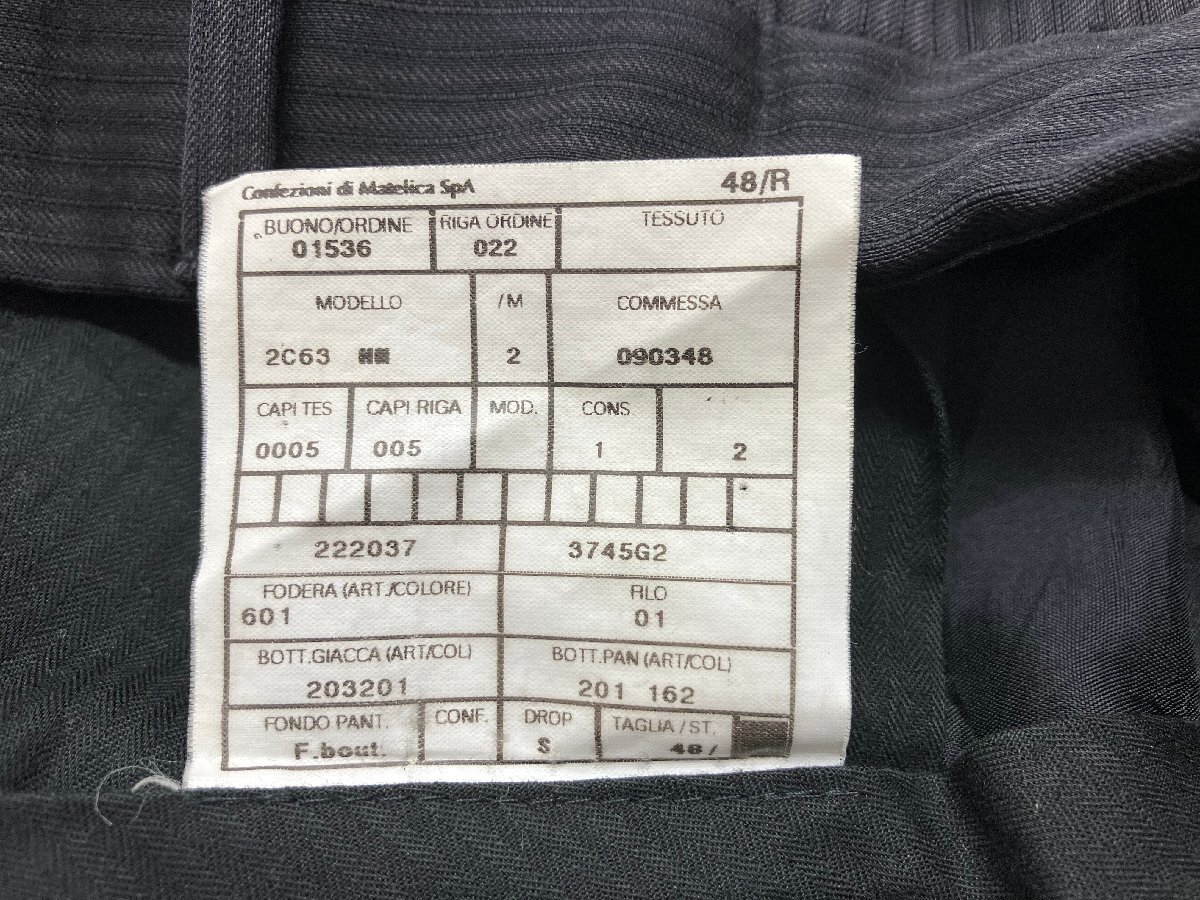 Confezioni di Matelica SpA 48/R
BUONO/ORDINE RIGA ORDINE TESSUTO
01536 022
MODELLO /M COMMESSA
2C63 2 090348
CAPI TES CAPI RIGA MOD. CONS.
0005 005 1 2
222037 3745G2
FODERA (ART./COLORE) FILO
601 01
BOTT.GIACCA (ART/COL) BOTT.PAN (ART/COL)
203201 201 162
FONDO PANT. CONF. DROP TAGLIA/ST.
F.bout. S 48/